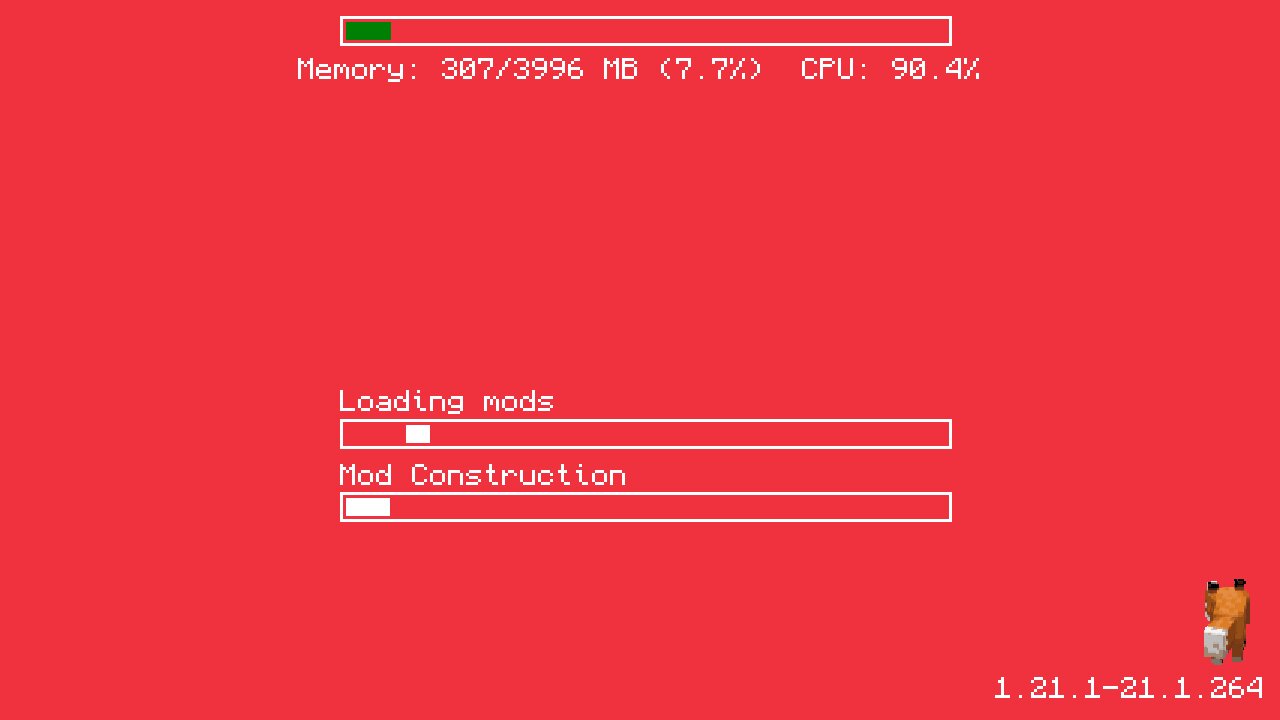 Memory: 307/3996 MB (7.7%)  CPU: 90.4%
Loading mods
Mod Construction
1.21.1-21.1.264